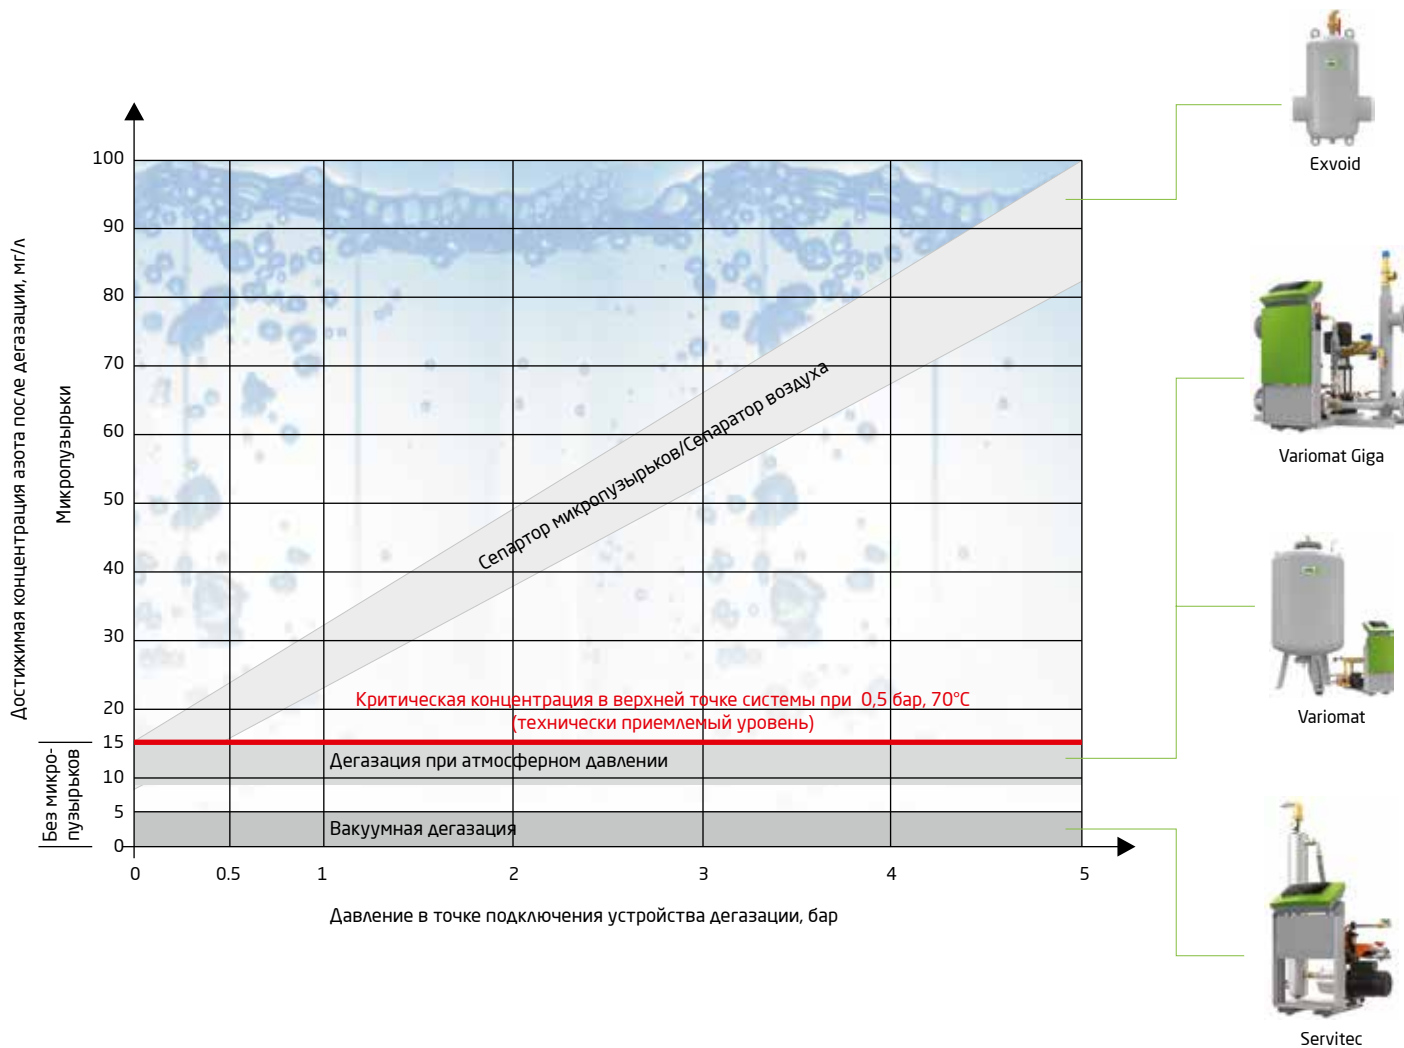 Exvoid
Variomat Giga
Variomat
Servitec
Достижимая концентрация азота после дегазации, мг/л
Микропузырьки
Без микро-
пузырьков
100
90
80
70
60
50
40
30
20
15
10
5
0
Сепартор микропузырьков/Сепаратор воздуха
Критическая концентрация в верхней точке системы при 0,5 бар, 70°C
(технически приемлемый уровень)
Дегазация при атмосферном давлении
Вакуумная дегазация
0
0.5
1
2
3
4
5
Давление в точке подключения устройства дегазации, бар